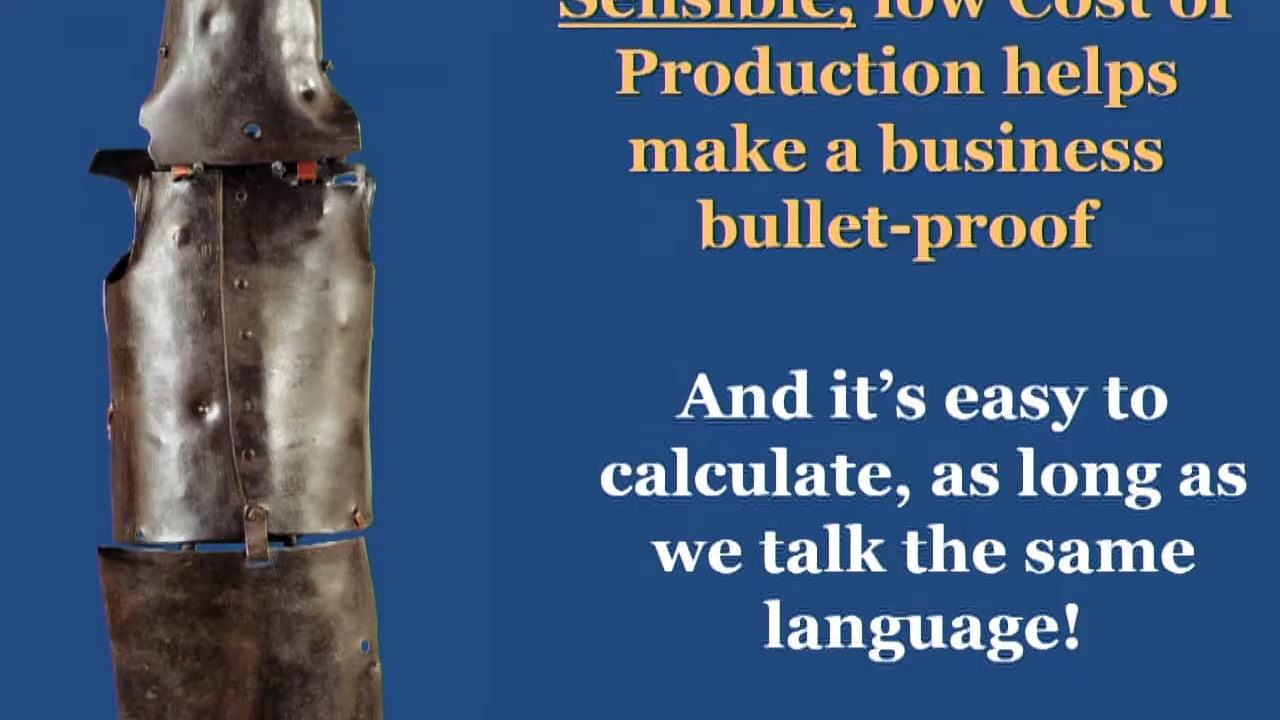 Sensible, low Cost of
Production helps
make a business
bullet-proof
And it’s easy to
calculate, as long as
we talk the same
language!